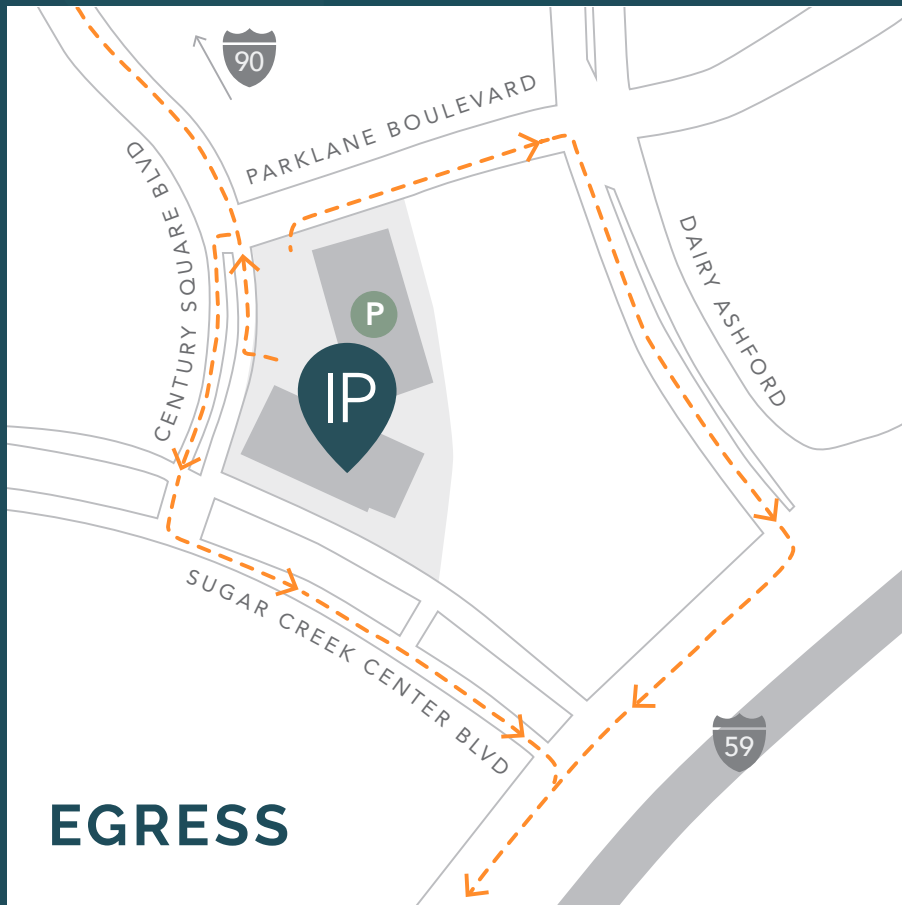 90
PARKLANE BOULEVARD
CENTURY SQUARE BLVD
DAIRY ASHFORD
P
IP
SUGAR CREEK CENTER BLVD
59
EGRESS